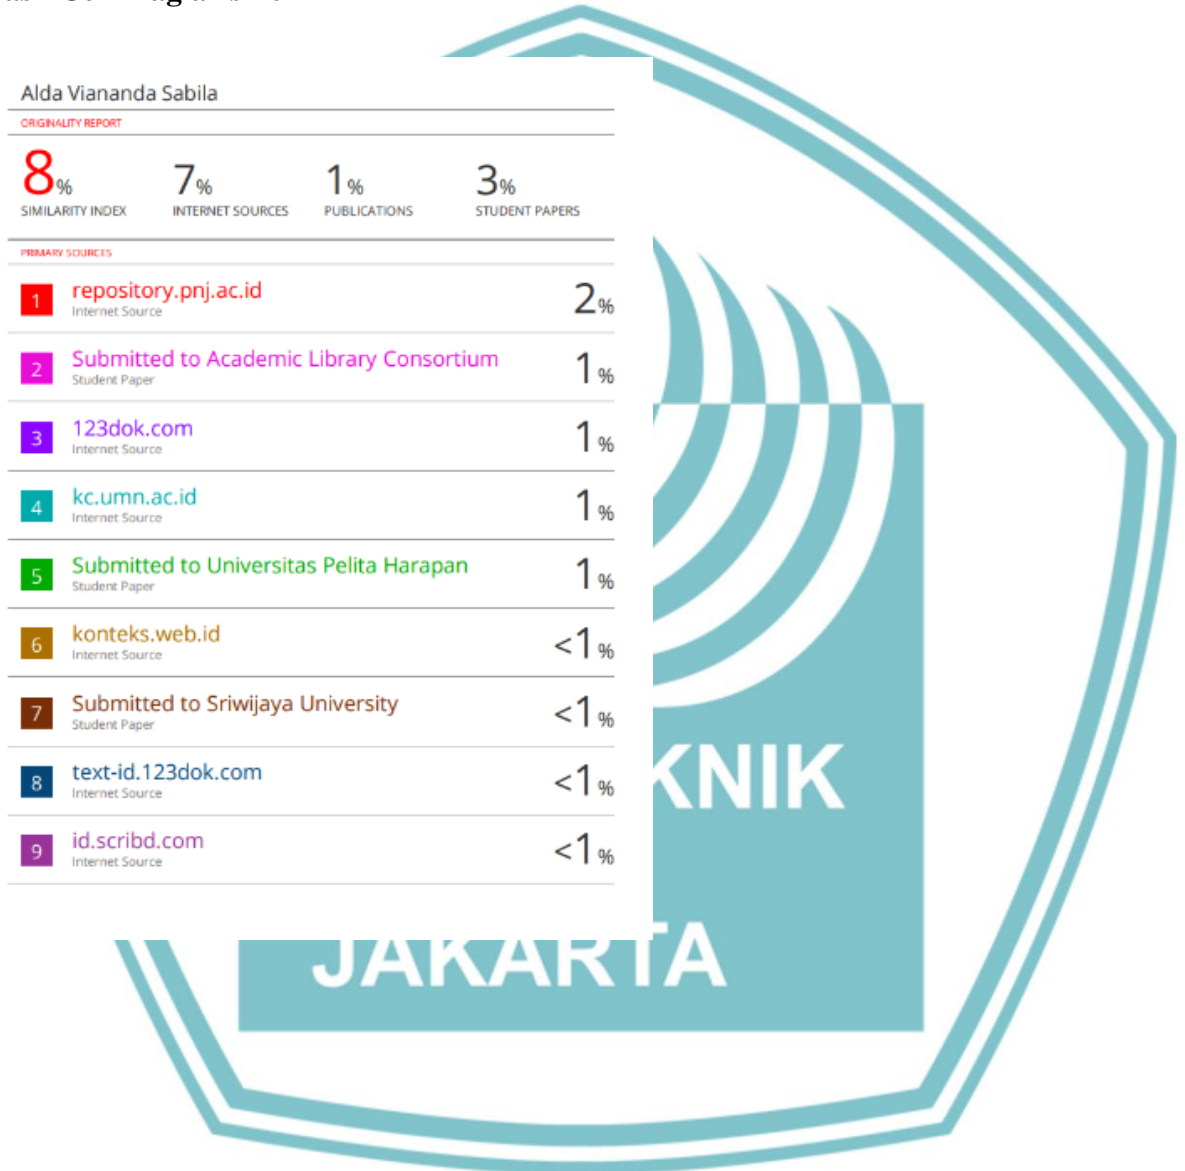 Alda Viananda Sabila
ORIGINALITY REPORT
8% 7% 1% 3%
SIMILARITY INDEX INTERNET SOURCES PUBLICATIONS STUDENT PAPERS
PRIMARY SOURCES
1 repository.pnj.ac.id 2%
Internet Source
2 Submitted to Academic Library Consortium 1%
Student Paper
3 123dok.com 1%
Internet Source
4 kc.umn.ac.id 1%
Internet Source
5 Submitted to Universitas Pelita Harapan 1%
Student Paper
6 konteks.web.id <1%
Internet Source
7 Submitted to Sriwijaya University <1%
Student Paper
8 text-id.123dok.com <1%
Internet Source
9 id.scribd.com <1%
Internet Source
KNIK
JAKARTA